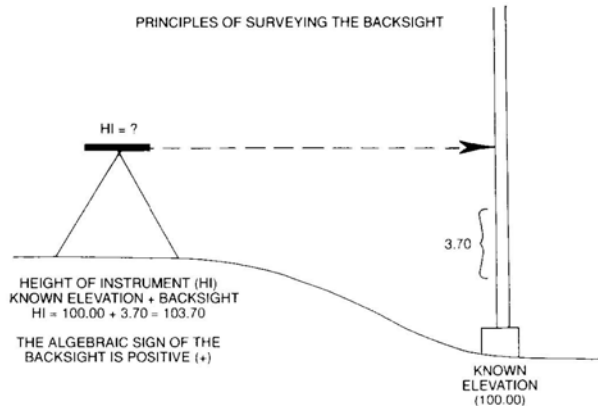 PRINCIPLES OF SURVEYING THE BACKSIGHT
HI = ?
3.70
HEIGHT OF INSTRUMENT (HI)
KNOWN ELEVATION + BACKSIGHT
HI = 100.00 + 3.70 = 103.70
THE ALGEBRAIC SIGN OF THE
BACKSIGHT IS POSITIVE (+)
KNOWN
ELEVATION
(100.00)